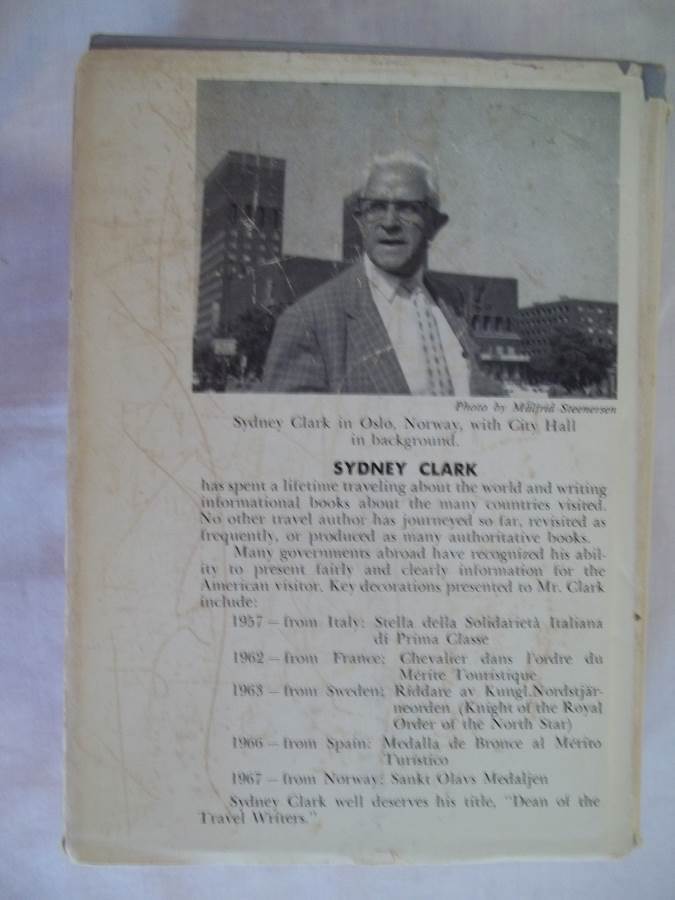 Photo by Malfrid Steenersen
Sydney Clark in Oslo, Norway, with City Hall
in background.
SYDNEY CLARK
has spent a lifetime traveling about the world and writing
informational books about the many countries visited.
No other travel author has journeyed so far, revisited as
frequently, or produced as many authoritative books.
Many governments abroad have recognized his abil-
ity to present fairly and clearly information for the
American visitor. Key decorations presented to Mr. Clark
include:
1957 – from Italy: Stella della Solidarietà Italiana
di Prima Classe
1962 – from France: Chevalier dans l'ordre du
Mérite Touristique
1963 – from Sweden: Riddare av Kungl.Nordstjär-
neorden (Knight of the Royal
Order of the North Star)
1966 – from Spain: Medalla de Bronce al Mérito
Turístico
1967 – from Norway: Sankt Olavs Medaljen
Sydney Clark well deserves his title, "Dean of the
Travel Writers."